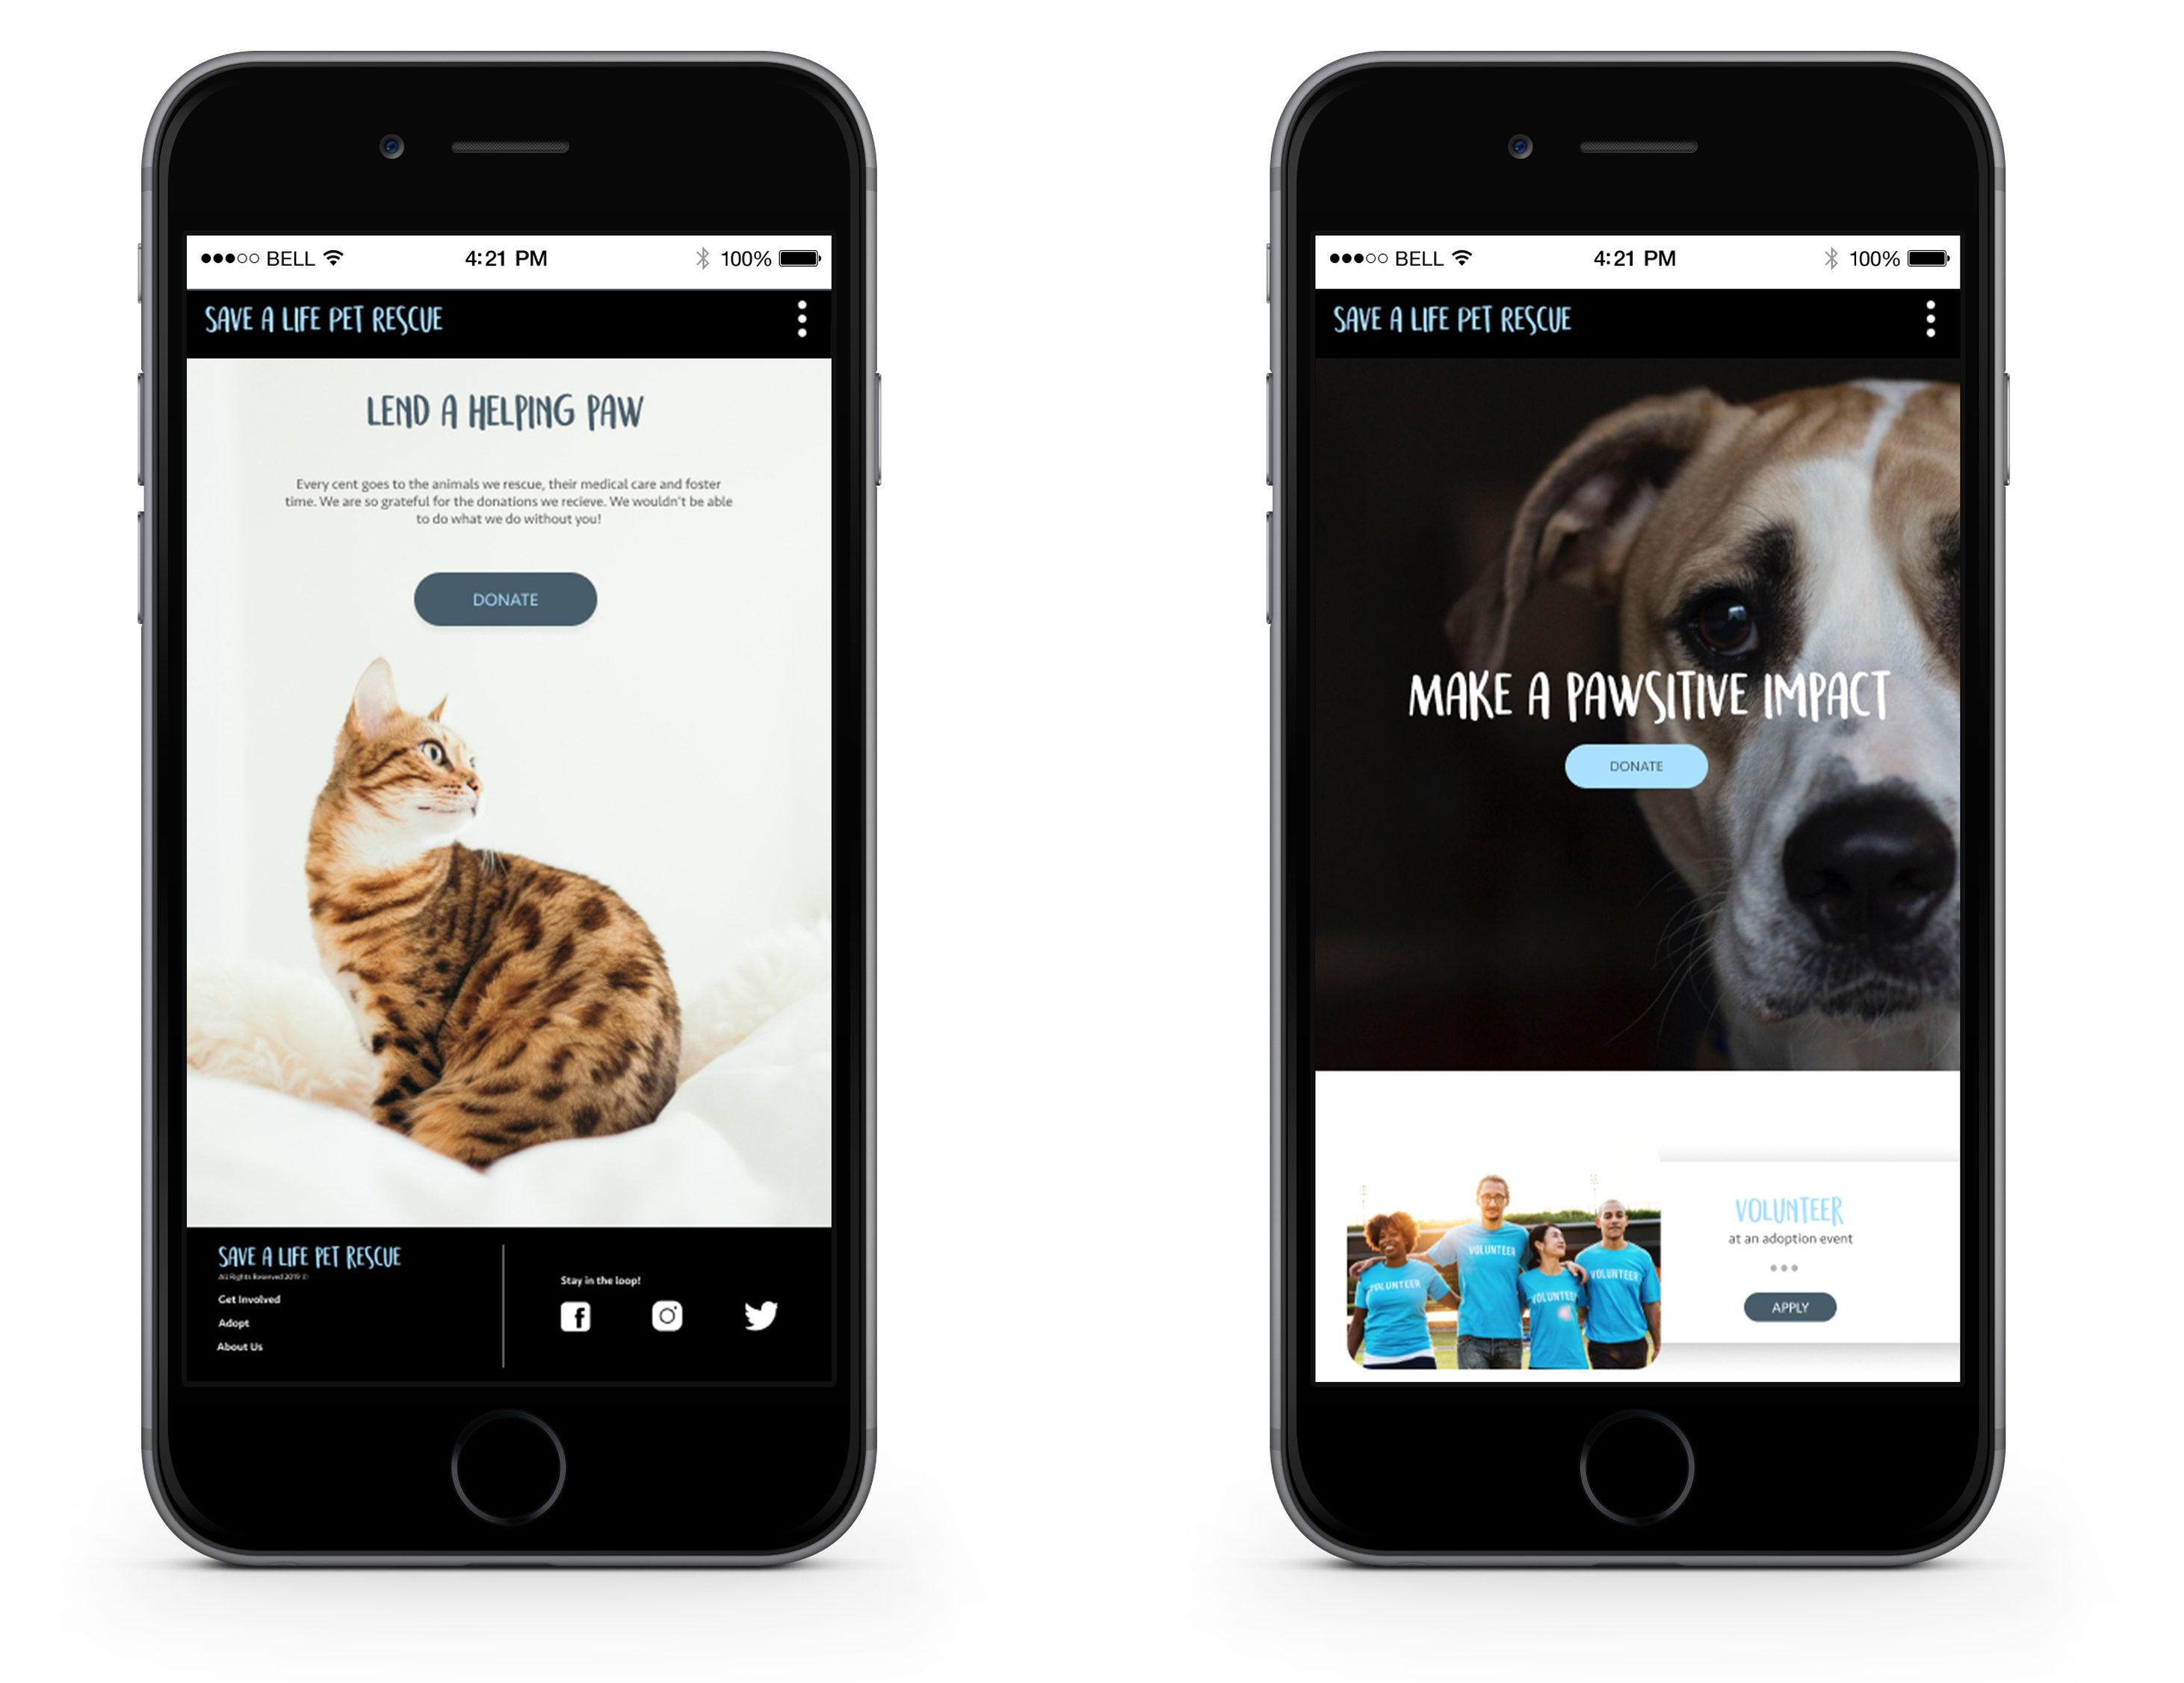 BELL 4:21 PM 100%
SAVE A LIFE PET RESCUE
LEND A HELPING PAW
Every cent goes to the animals we rescue, their medical care and foster
time. We are so grateful for the donations we recieve. We wouldn't be able
to do what we do without you!
DONATE
SAVE A LIFE PET RESCUE
All Rights Reserved 2019 ©
Get Involved
Adopt
About Us
Stay in the loop!
BELL 4:21 PM 100%
SAVE A LIFE PET RESCUE
MAKE A PAWSITIVE IMPACT
DONATE
VOLUNTEER
VOLUNTEER
VOLUNTEER
VOLUNTEER
VOLUNTEER
at an adoption event
APPLY